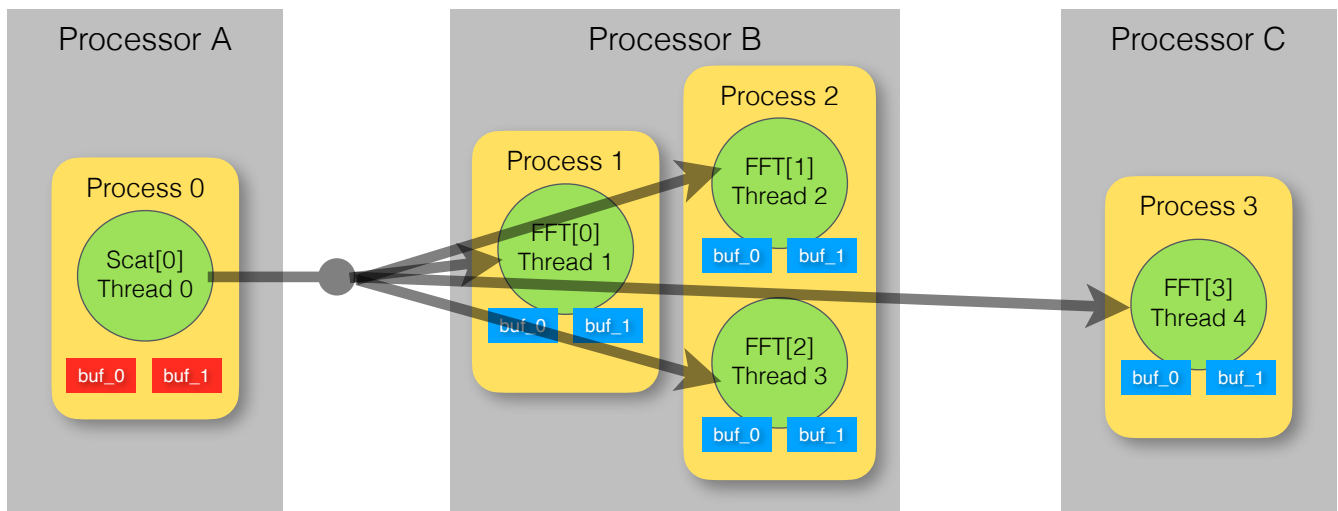 Processor A
Process 0
Scat[0]
Thread 0
buf_0 buf_1
Processor B
Process 1
FFT[0]
Thread 1
buf_0 buf_1
Process 2
FFT[1]
Thread 2
buf_0 buf_1
FFT[2]
Thread 3
buf_0 buf_1
Processor C
Process 3
FFT[3]
Thread 4
buf_0 buf_1